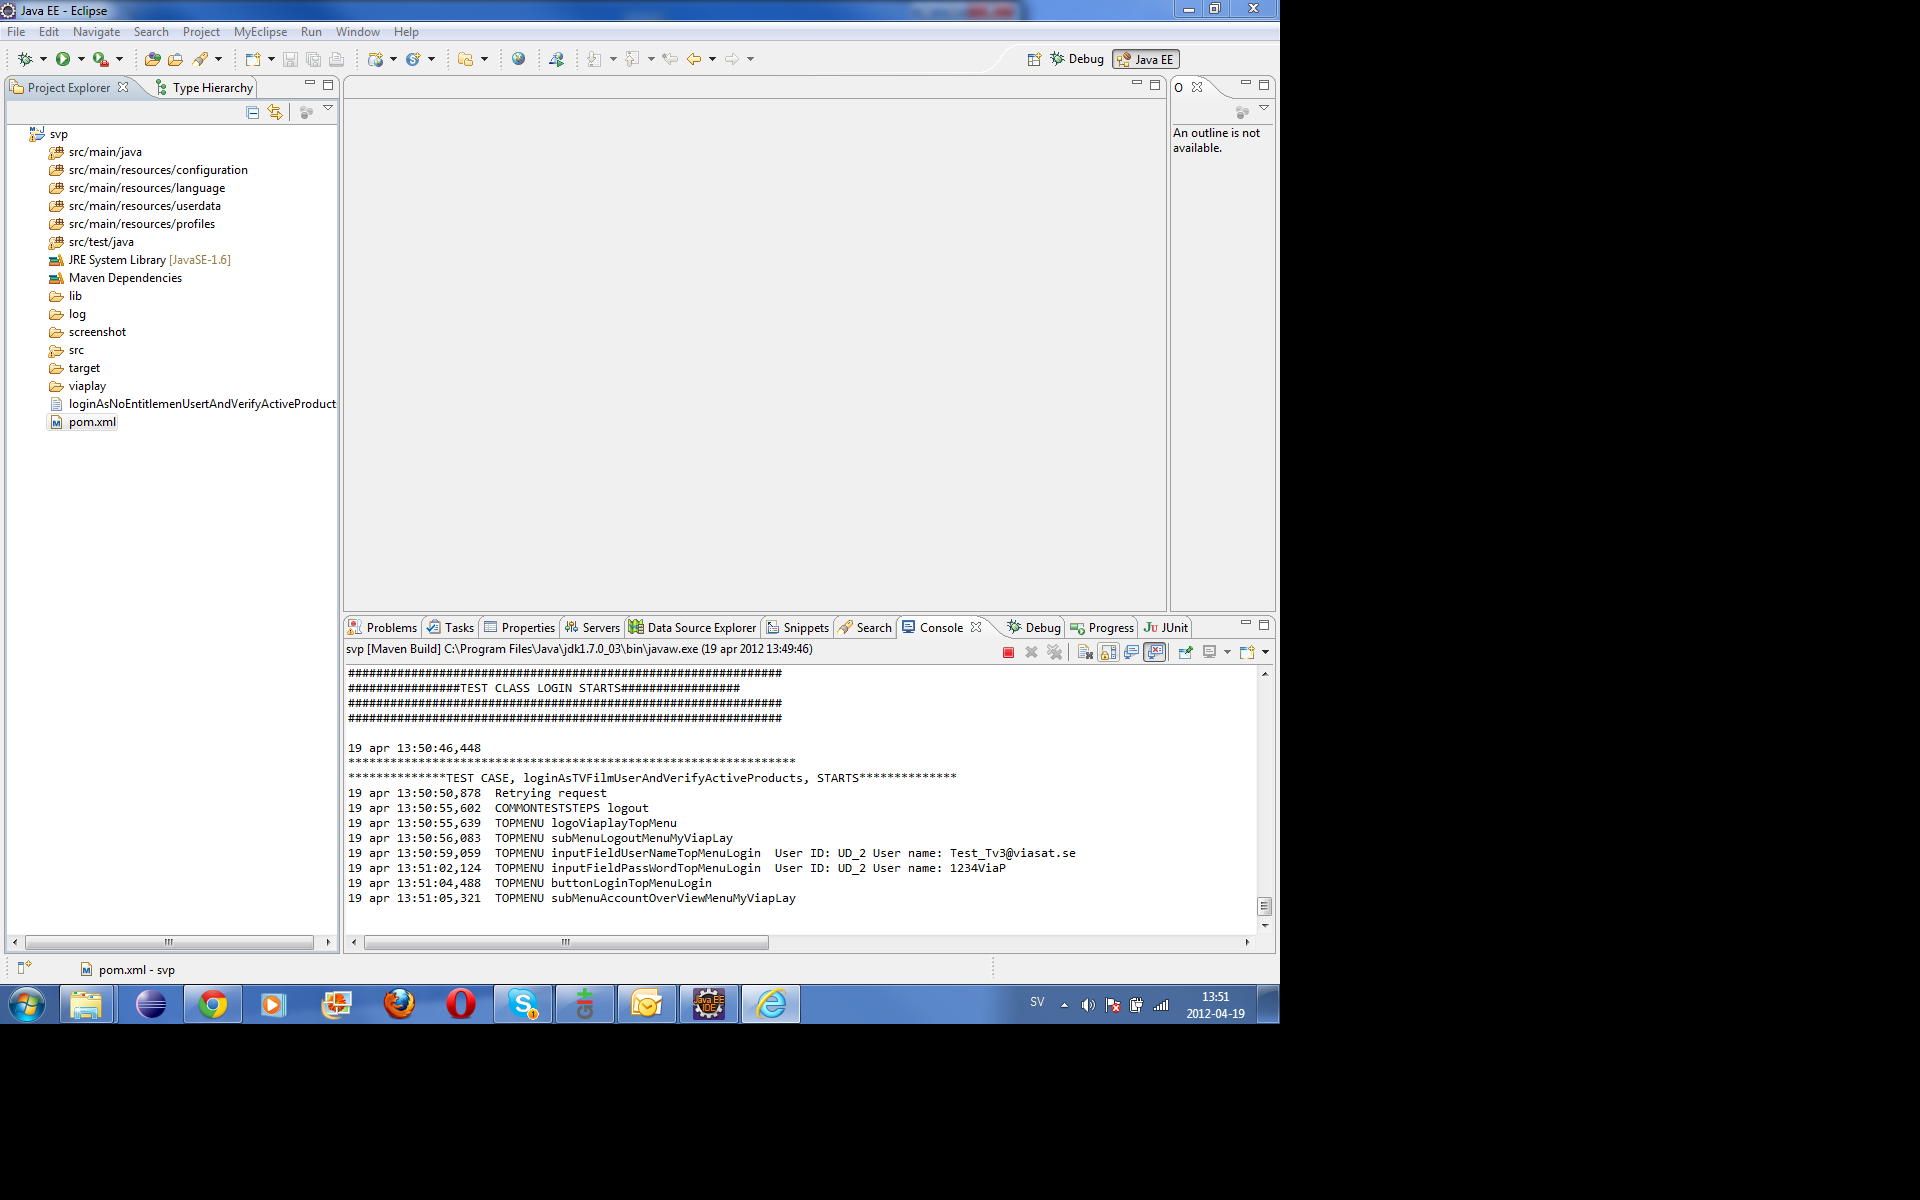 Java EE - Eclipse
File Edit Navigate Search Project MyEclipse Run Window Help
Debug Java EE
Project Explorer Type Hierarchy
svp
src/main/java
src/main/resources/configuration
src/main/resources/language
src/main/resources/userdata
src/main/resources/profiles
src/test/java
JRE System Library [JavaSE-1.6]
Maven Dependencies
lib
log
screenshot
src
target
viaplay
loginAsNoEntitlemenUsertAndVerifyActiveProduct
pom.xml
O
An outline is not
available.
Problems Tasks Properties Servers Data Source Explorer Snippets Search Console Debug Progress JUnit
svp [Maven Build] C:\Program Files\Java\jdk1.7.0_03\bin\javaw.exe (19 apr 2012 13:49:46)
##############################################################
################TEST CLASS LOGIN STARTS#################
##############################################################
##############################################################
19 apr 13:50:46,448
****************************************************************
**************TEST CASE, loginAsTVFilmUserAndVerifyActiveProducts, STARTS**************
19 apr 13:50:50,878  Retrying request
19 apr 13:50:55,602  COMMONTESTSTEPS logout
19 apr 13:50:55,639  TOPMENU logoViaplayTopMenu
19 apr 13:50:56,083  TOPMENU subMenuLogoutMenuMyViapLay
19 apr 13:50:59,059  TOPMENU inputFieldUserNameTopMenuLogin  User ID: UD_2 User name: Test_Tv3@viasat.se
19 apr 13:51:02,124  TOPMENU inputFieldPassWordTopMenuLogin  User ID: UD_2 User name: 1234ViaP
19 apr 13:51:04,488  TOPMENU buttonLoginTopMenuLogin
19 apr 13:51:05,321  TOPMENU subMenuAccountOverViewMenuMyViapLay
pom.xml - svp
Java EE
IDE
Git
SV
13:51
2012-04-19